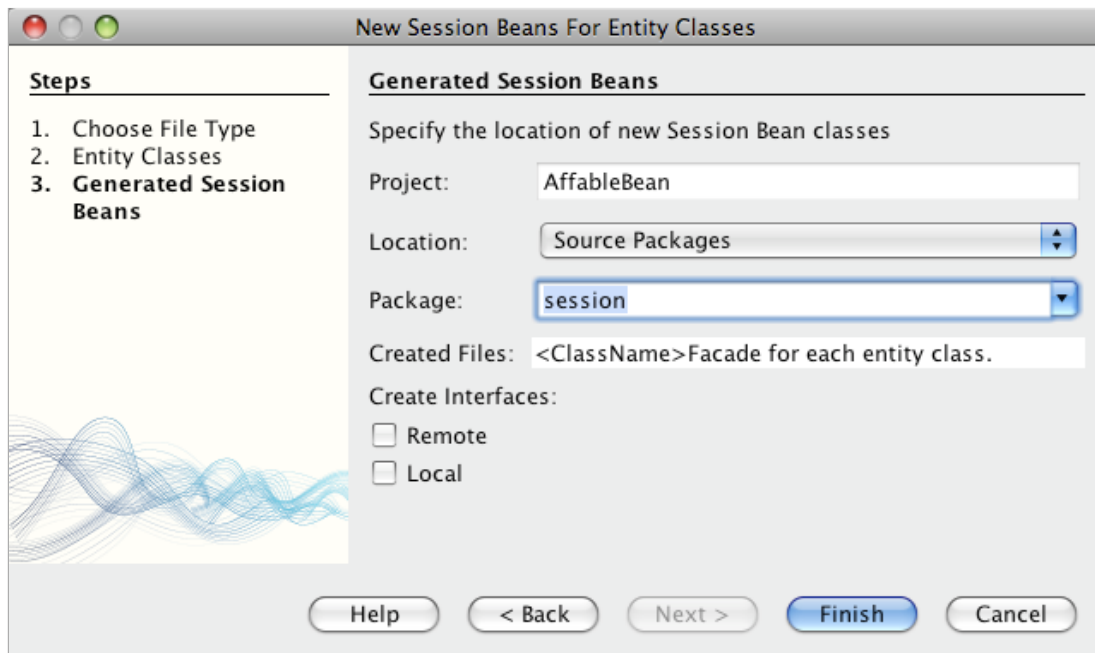 New Session Beans For Entity Classes
Steps
1. Choose File Type
2. Entity Classes
3. Generated Session
Beans
Generated Session Beans
Specify the location of new Session Bean classes
Project: AffableBean
Location: Source Packages
Package: session
Created Files: <ClassName>Facade for each entity class.
Create Interfaces:
Remote
Local
Help < Back Next > Finish Cancel